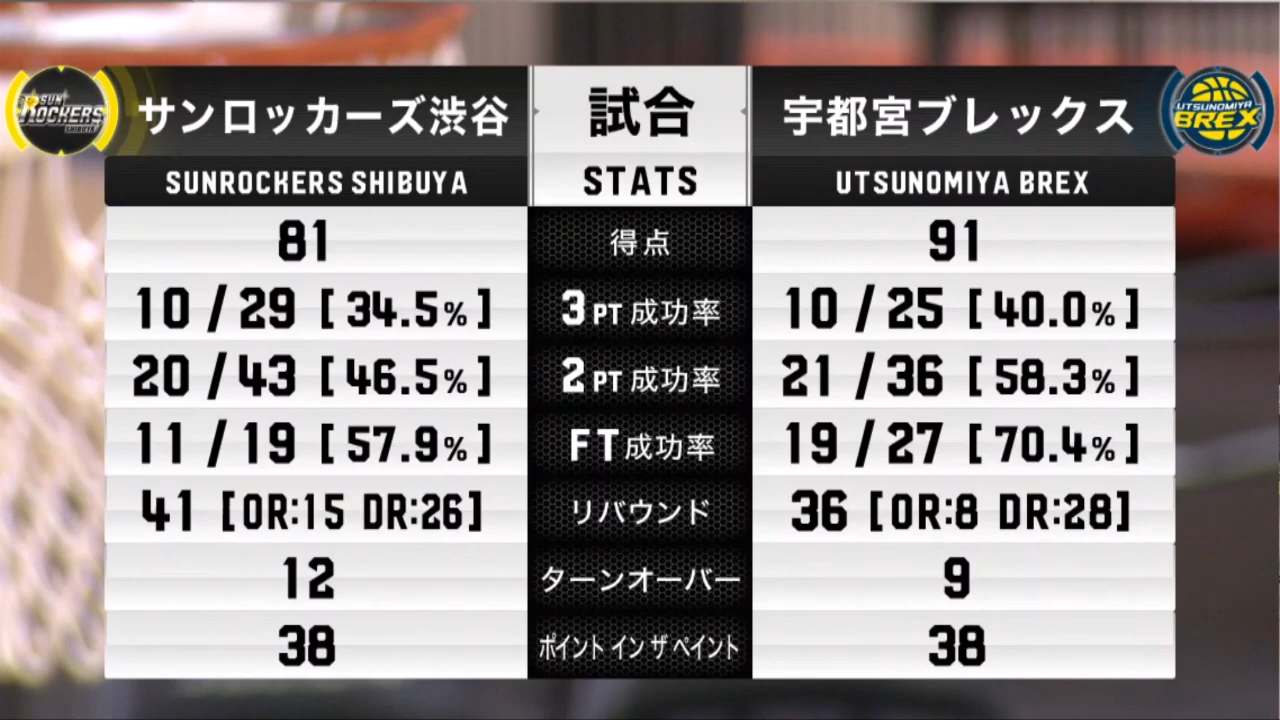 SUN
ROCKERS
SHIBUYA
サンロッカーズ渋谷 試合 宇都宮ブレックス
UTSUNOMIYA
BREX
SUNROCKERS SHIBUYA STATS UTSUNOMIYA BREX
81 得点 91
10 / 29 [ 34.5% ] 3PT 成功率 10 / 25 [ 40.0% ]
20 / 43 [ 46.5% ] 2PT 成功率 21 / 36 [ 58.3% ]
11 / 19 [ 57.9% ] FT成功率 19 / 27 [ 70.4% ]
41 [OR:15 DR:26] リバウンド 36 [OR:8 DR:28]
12 ターンオーバー 9
38 ポイント イン ザ ペイント 38